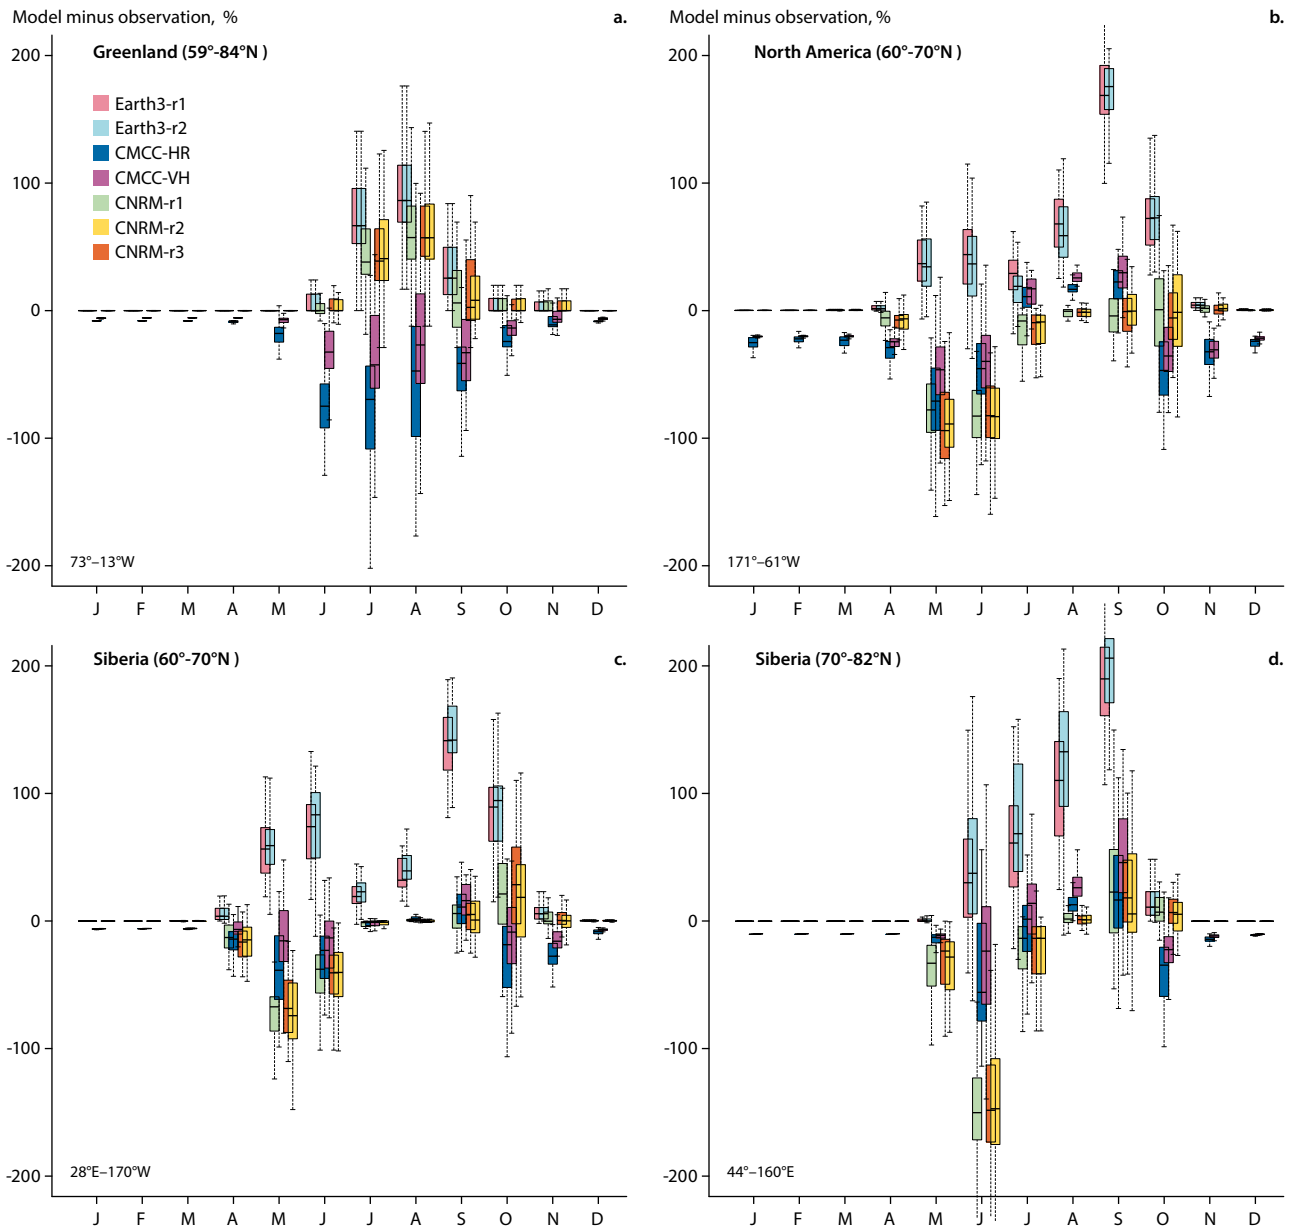 Model minus observation, %
a.
Greenland (59°-84°N )
Earth3-r1
Earth3-r2
CMCC-HR
CMCC-VH
CNRM-r1
CNRM-r2
CNRM-r3
200
100
0
-100
-200
73°–13°W
J F M A M J J A S O N D
Model minus observation, %
b.
North America (60°-70°N )
200
100
0
-100
-200
171°–61°W
J F M A M J J A S O N D
Siberia (60°-70°N )
c.
200
100
0
-100
-200
28°E–170°W
J F M A M J J A S O N D
Siberia (70°-82°N )
d.
200
100
0
-100
-200
44°–160°E
J F M A M J J A S O N D